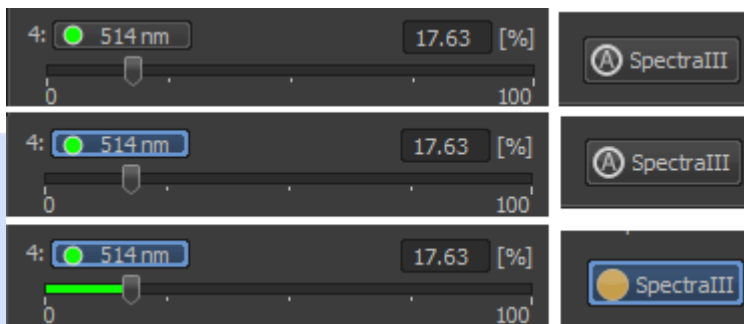 4: 514 nm 17.63 [%]
0 100
A SpectraIII
4: 514 nm 17.63 [%]
0 100
A SpectraIII
4: 514 nm 17.63 [%]
0 100
SpectraIII